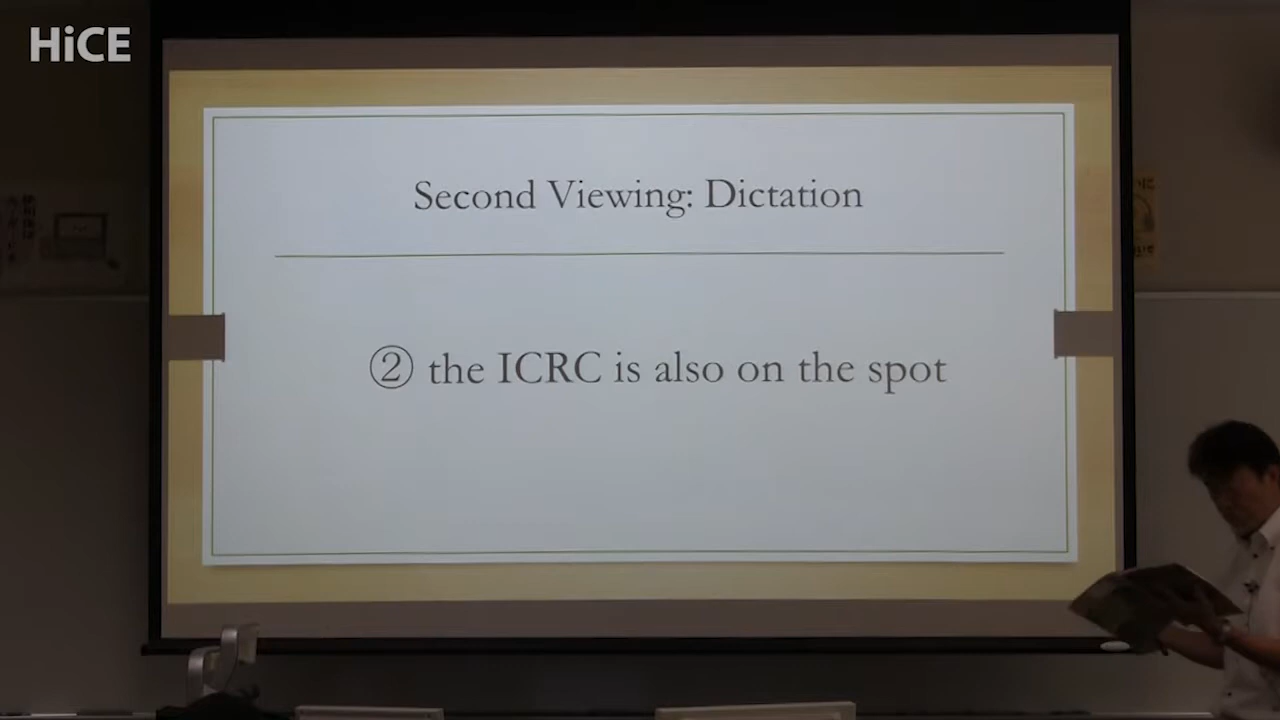 HiCE
Second Viewing: Dictation
② the ICRC is also on the spot